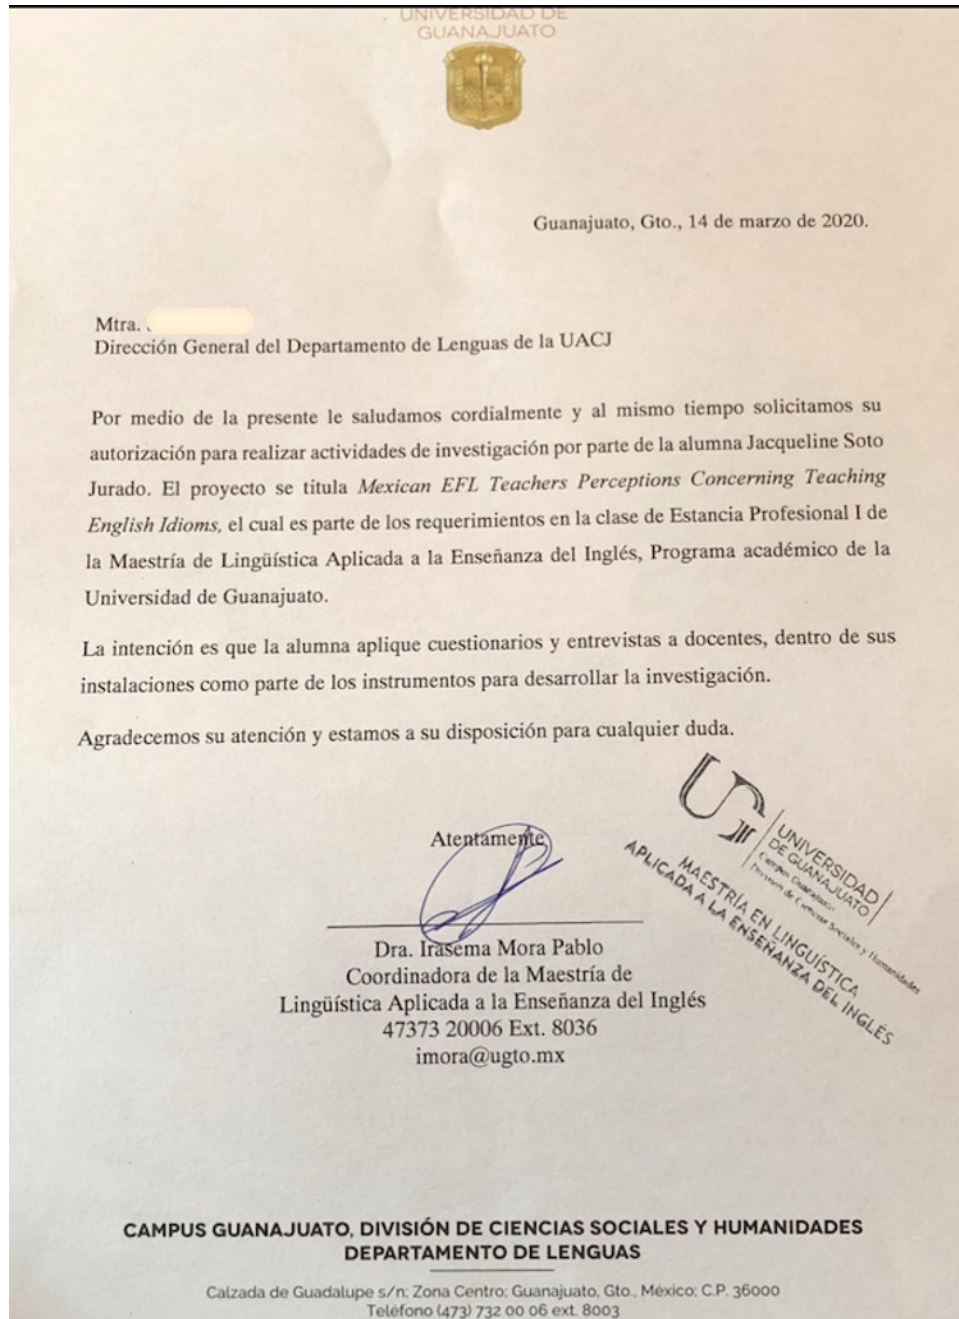 UNIVERSIDAD DE
GUANAJUATO
Guanajuato, Gto., 14 de marzo de 2020.
Mtra.
Dirección General del Departamento de Lenguas de la UACJ
Por medio de la presente le saludamos cordialmente y al mismo tiempo solicitamos su
autorización para realizar actividades de investigación por parte de la alumna Jacqueline Soto
Jurado. El proyecto se titula Mexican EFL Teachers Perceptions Concerning Teaching
English Idioms, el cual es parte de los requerimientos en la clase de Estancia Profesional I de
la Maestría de Lingüística Aplicada a la Enseñanza del Inglés, Programa académico de la
Universidad de Guanajuato.
La intención es que la alumna aplique cuestionarios y entrevistas a docentes, dentro de sus
instalaciones como parte de los instrumentos para desarrollar la investigación.
Agradecemos su atención y estamos a su disposición para cualquier duda.
Atentamente
Dra. Irasema Mora Pablo
Coordinadora de la Maestría de
Lingüística Aplicada a la Enseñanza del Inglés
47373 20006 Ext. 8036
imora@ugto.mx
UG
UNIVERSIDAD
DE GUANAJUATO
Campus Guanajuato
División de Ciencias Sociales y Humanidades
MAESTRÍA EN LINGUÍSTICA
APLICADA A LA ENSEÑANZA DEL INGLÉS
CAMPUS GUANAJUATO, DIVISIÓN DE CIENCIAS SOCIALES Y HUMANIDADES
DEPARTAMENTO DE LENGUAS
Calzada de Guadalupe s/n; Zona Centro; Guanajuato, Gto., México; C.P. 36000
Teléfono (473) 732 00 06 ext. 8003